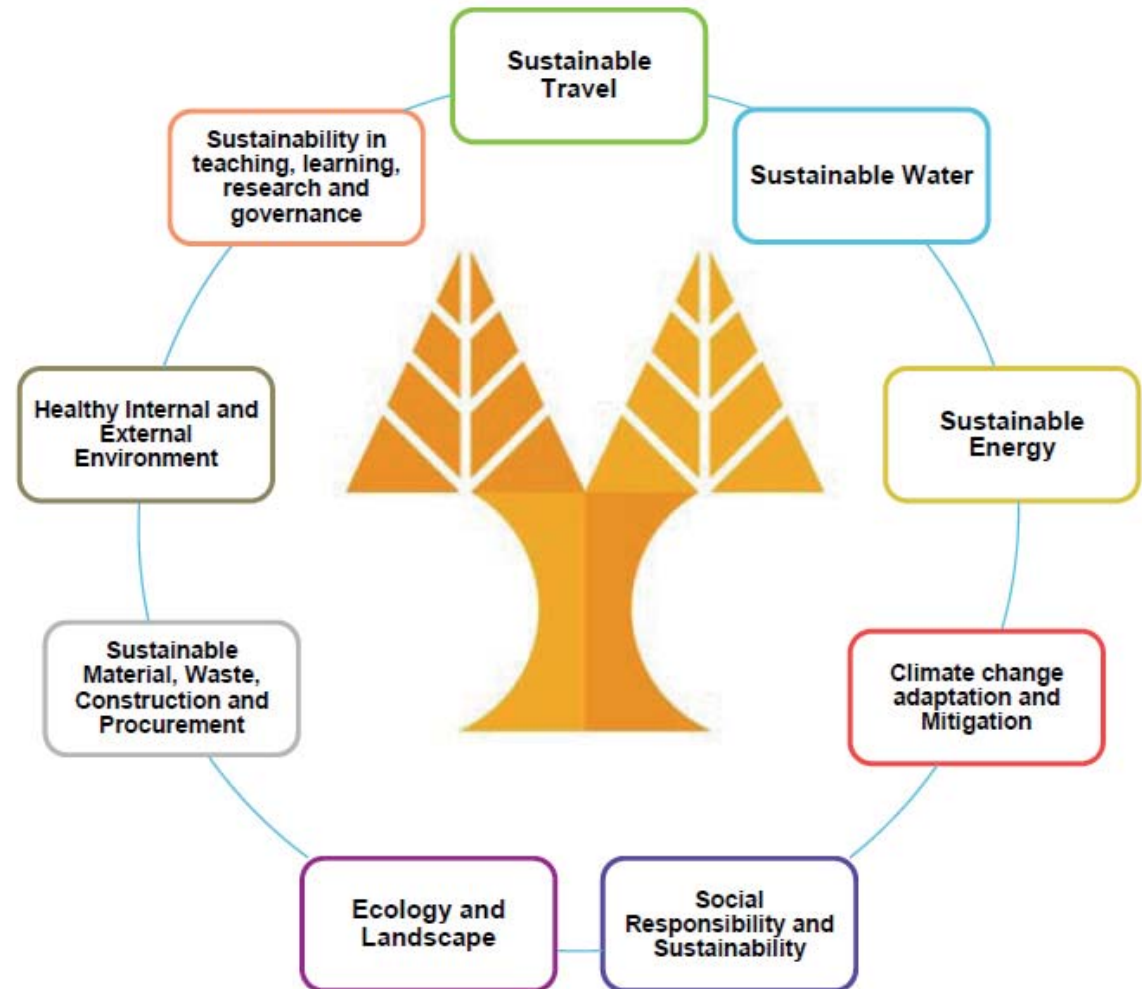 Sustainable
Travel
Sustainable Water
Sustainable
Energy
Climate change
adaptation and
Mitigation
Social
Responsibility and
Sustainability
Ecology and
Landscape
Sustainable
Material, Waste,
Construction and
Procurement
Healthy Internal and
External
Environment
Sustainability in
teaching, learning,
research and
governance